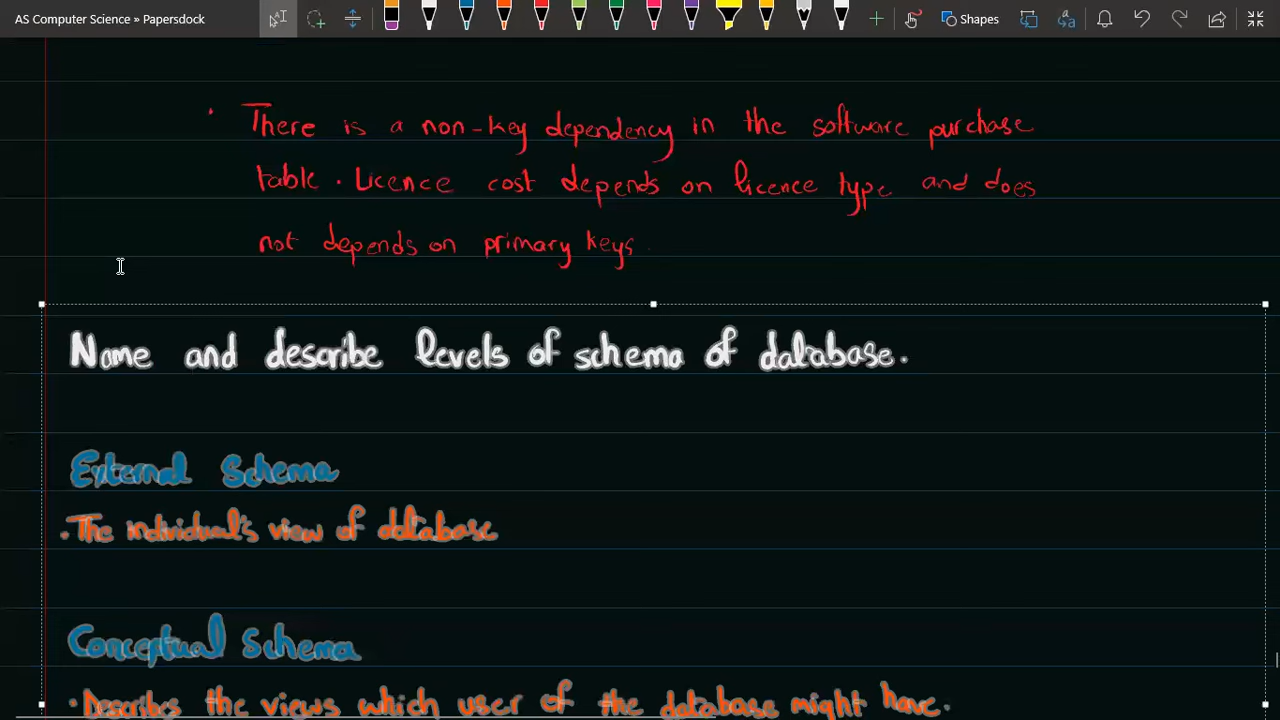 AS Computer Science » Papersdock
Shapes
• There is a non-key dependency in the software purchase
table. Licence cost depends on licence type and does
not depends on primary keys.
Name and describe levels of schema of database.
External Schema
• The individual's view of database
Conceptual Schema
• Describes the views which user of the database might have.